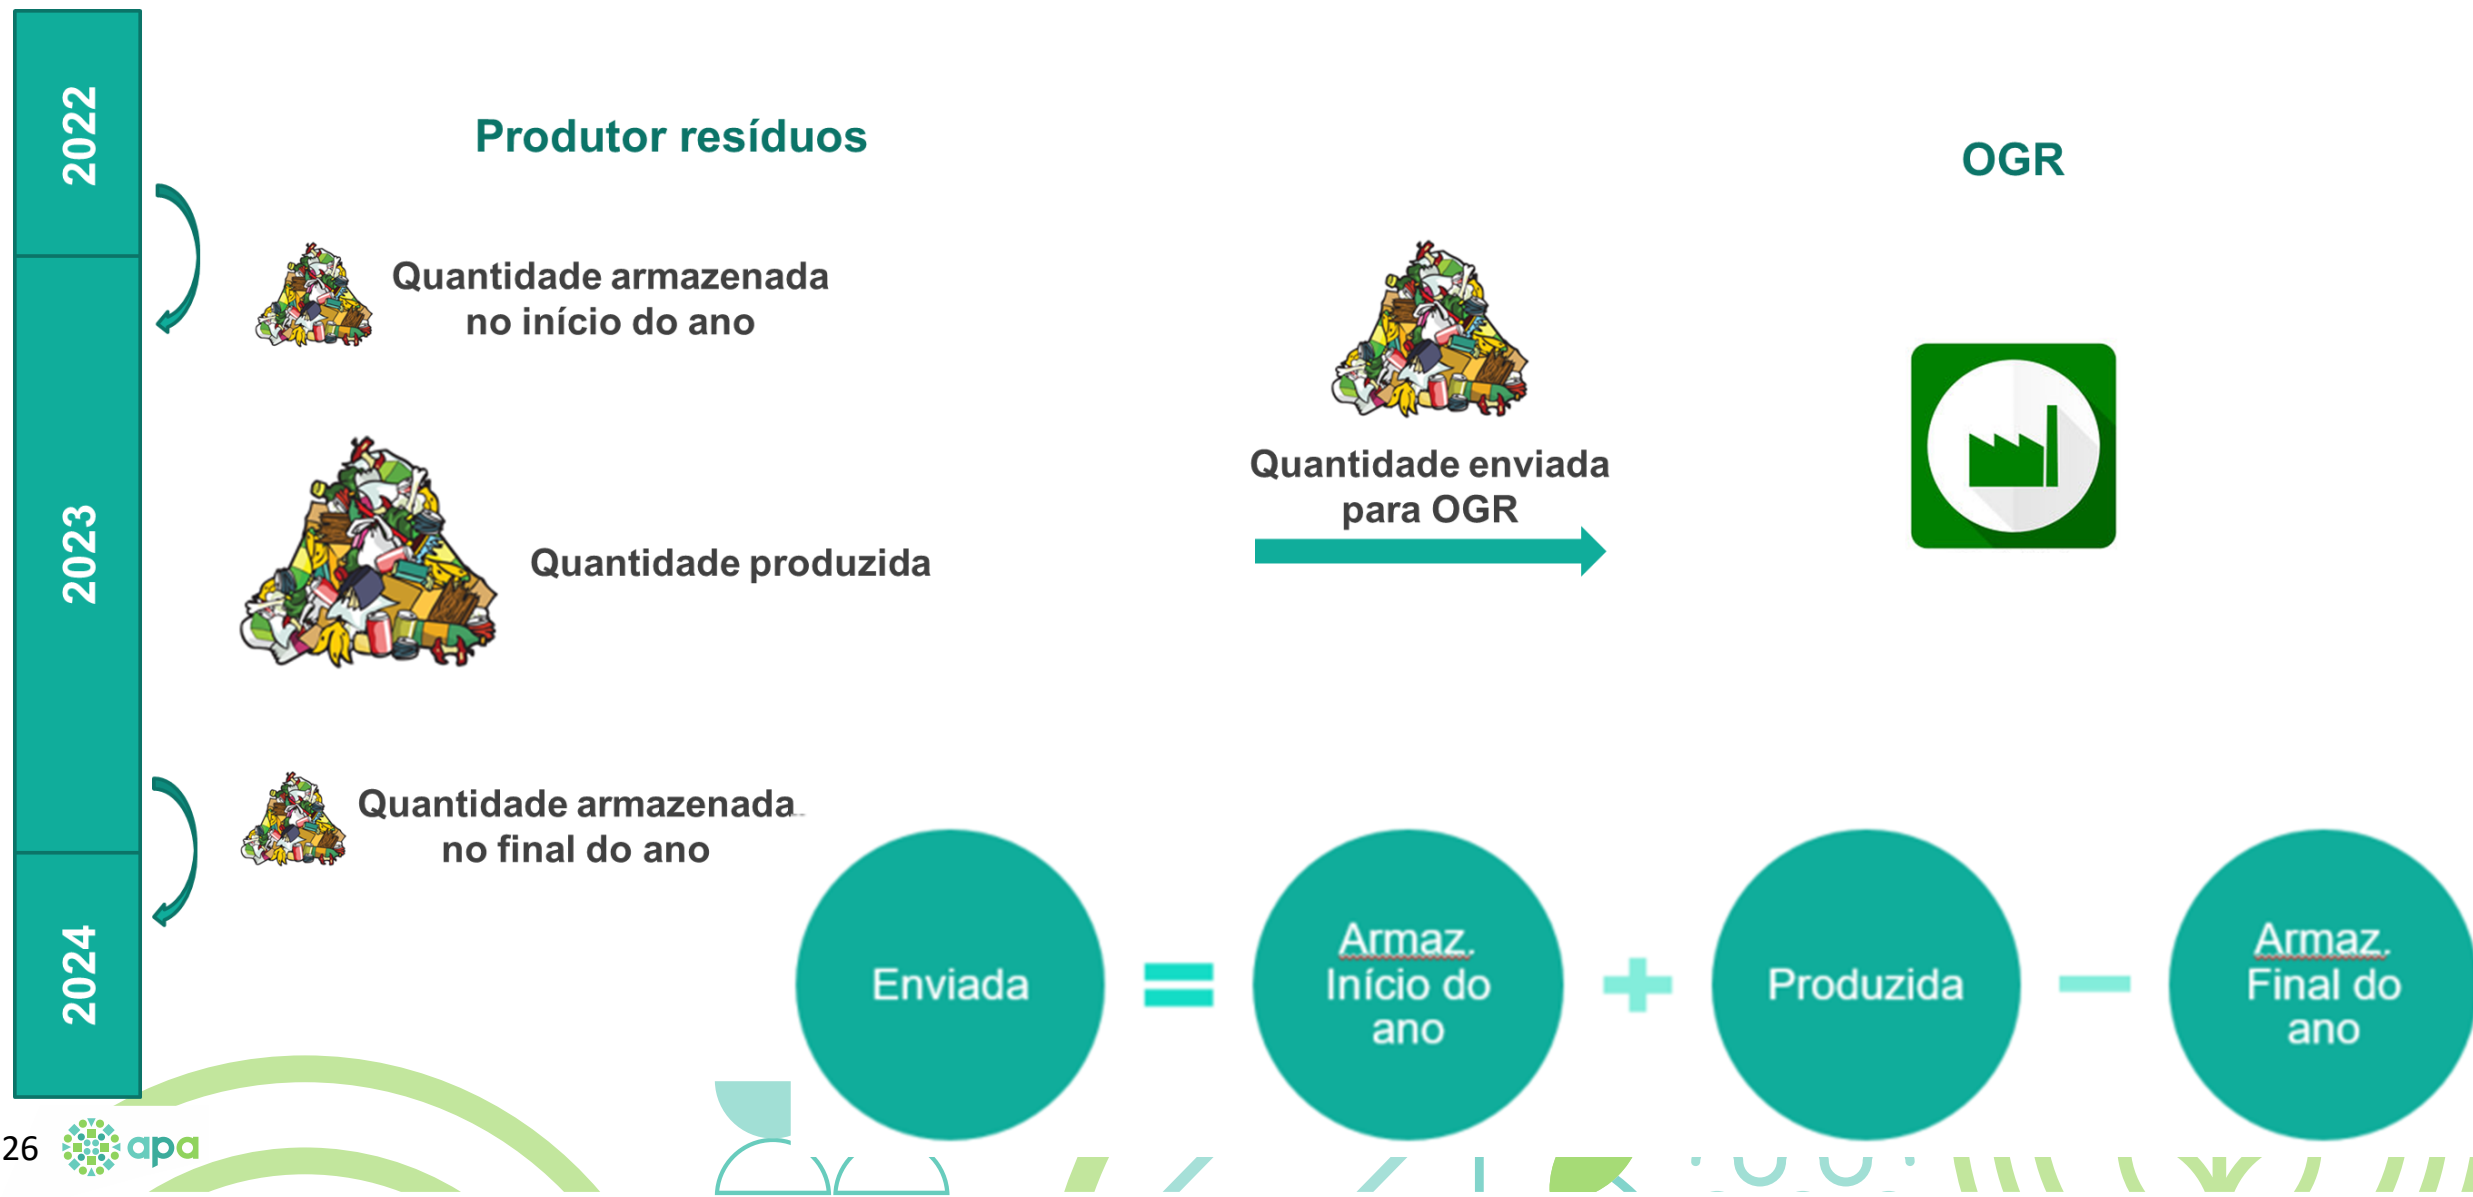 2022
2023
2024
Produtor resíduos
OGR
Quantidade armazenada
no início do ano
Quantidade enviada
para OGR
Quantidade produzida
Quantidade armazenada
no final do ano
Enviada
=
Armaz.
Início do
ano
+
Produzida
−
Armaz.
Final do
ano
26
apa